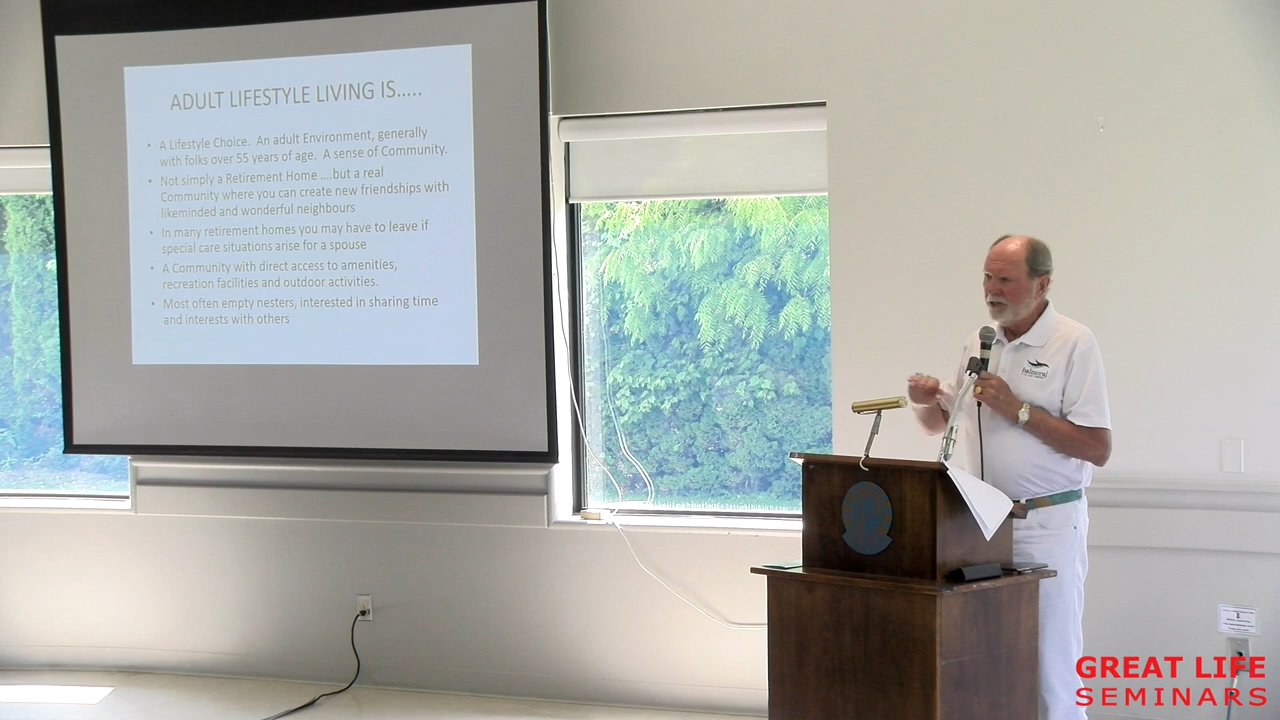 ADULT LIFESTYLE LIVING IS.....
• A Lifestyle Choice. An adult Environment, generally
with folks over 55 years of age. A sense of Community.
• Not simply a Retirement Home ....but a real
Community where you can create new friendships with
likeminded and wonderful neighbours
• In many retirement homes you may have to leave if
special care situations arise for a spouse
• A Community with direct access to amenities,
recreation facilities and outdoor activities.
• Most often empty nesters, interested in sharing time
and interests with others
balmoral
GREAT LIFE
SEMINARS